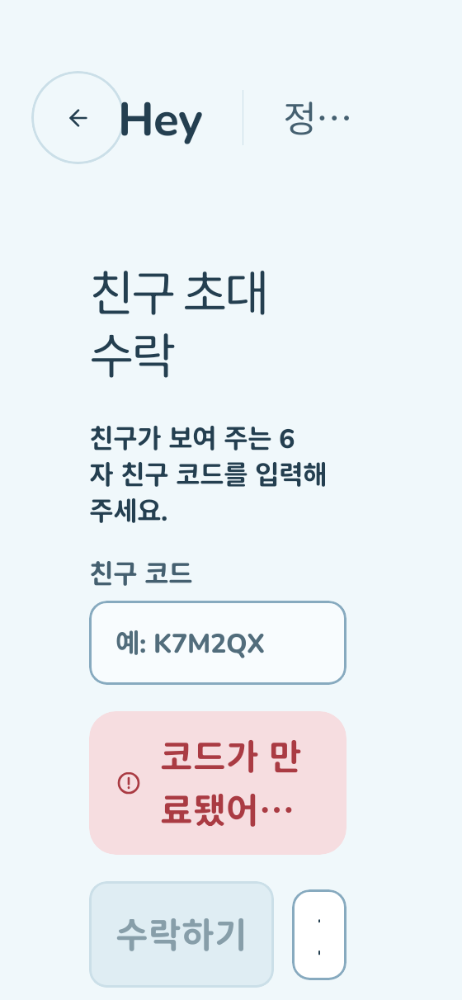 Hey
정…
친구 초대
수락
친구가 보여 주는 6
자 친구 코드를 입력해
주세요.
친구 코드
예: K7M2QX
코드가 만
료됐어…
수락하기